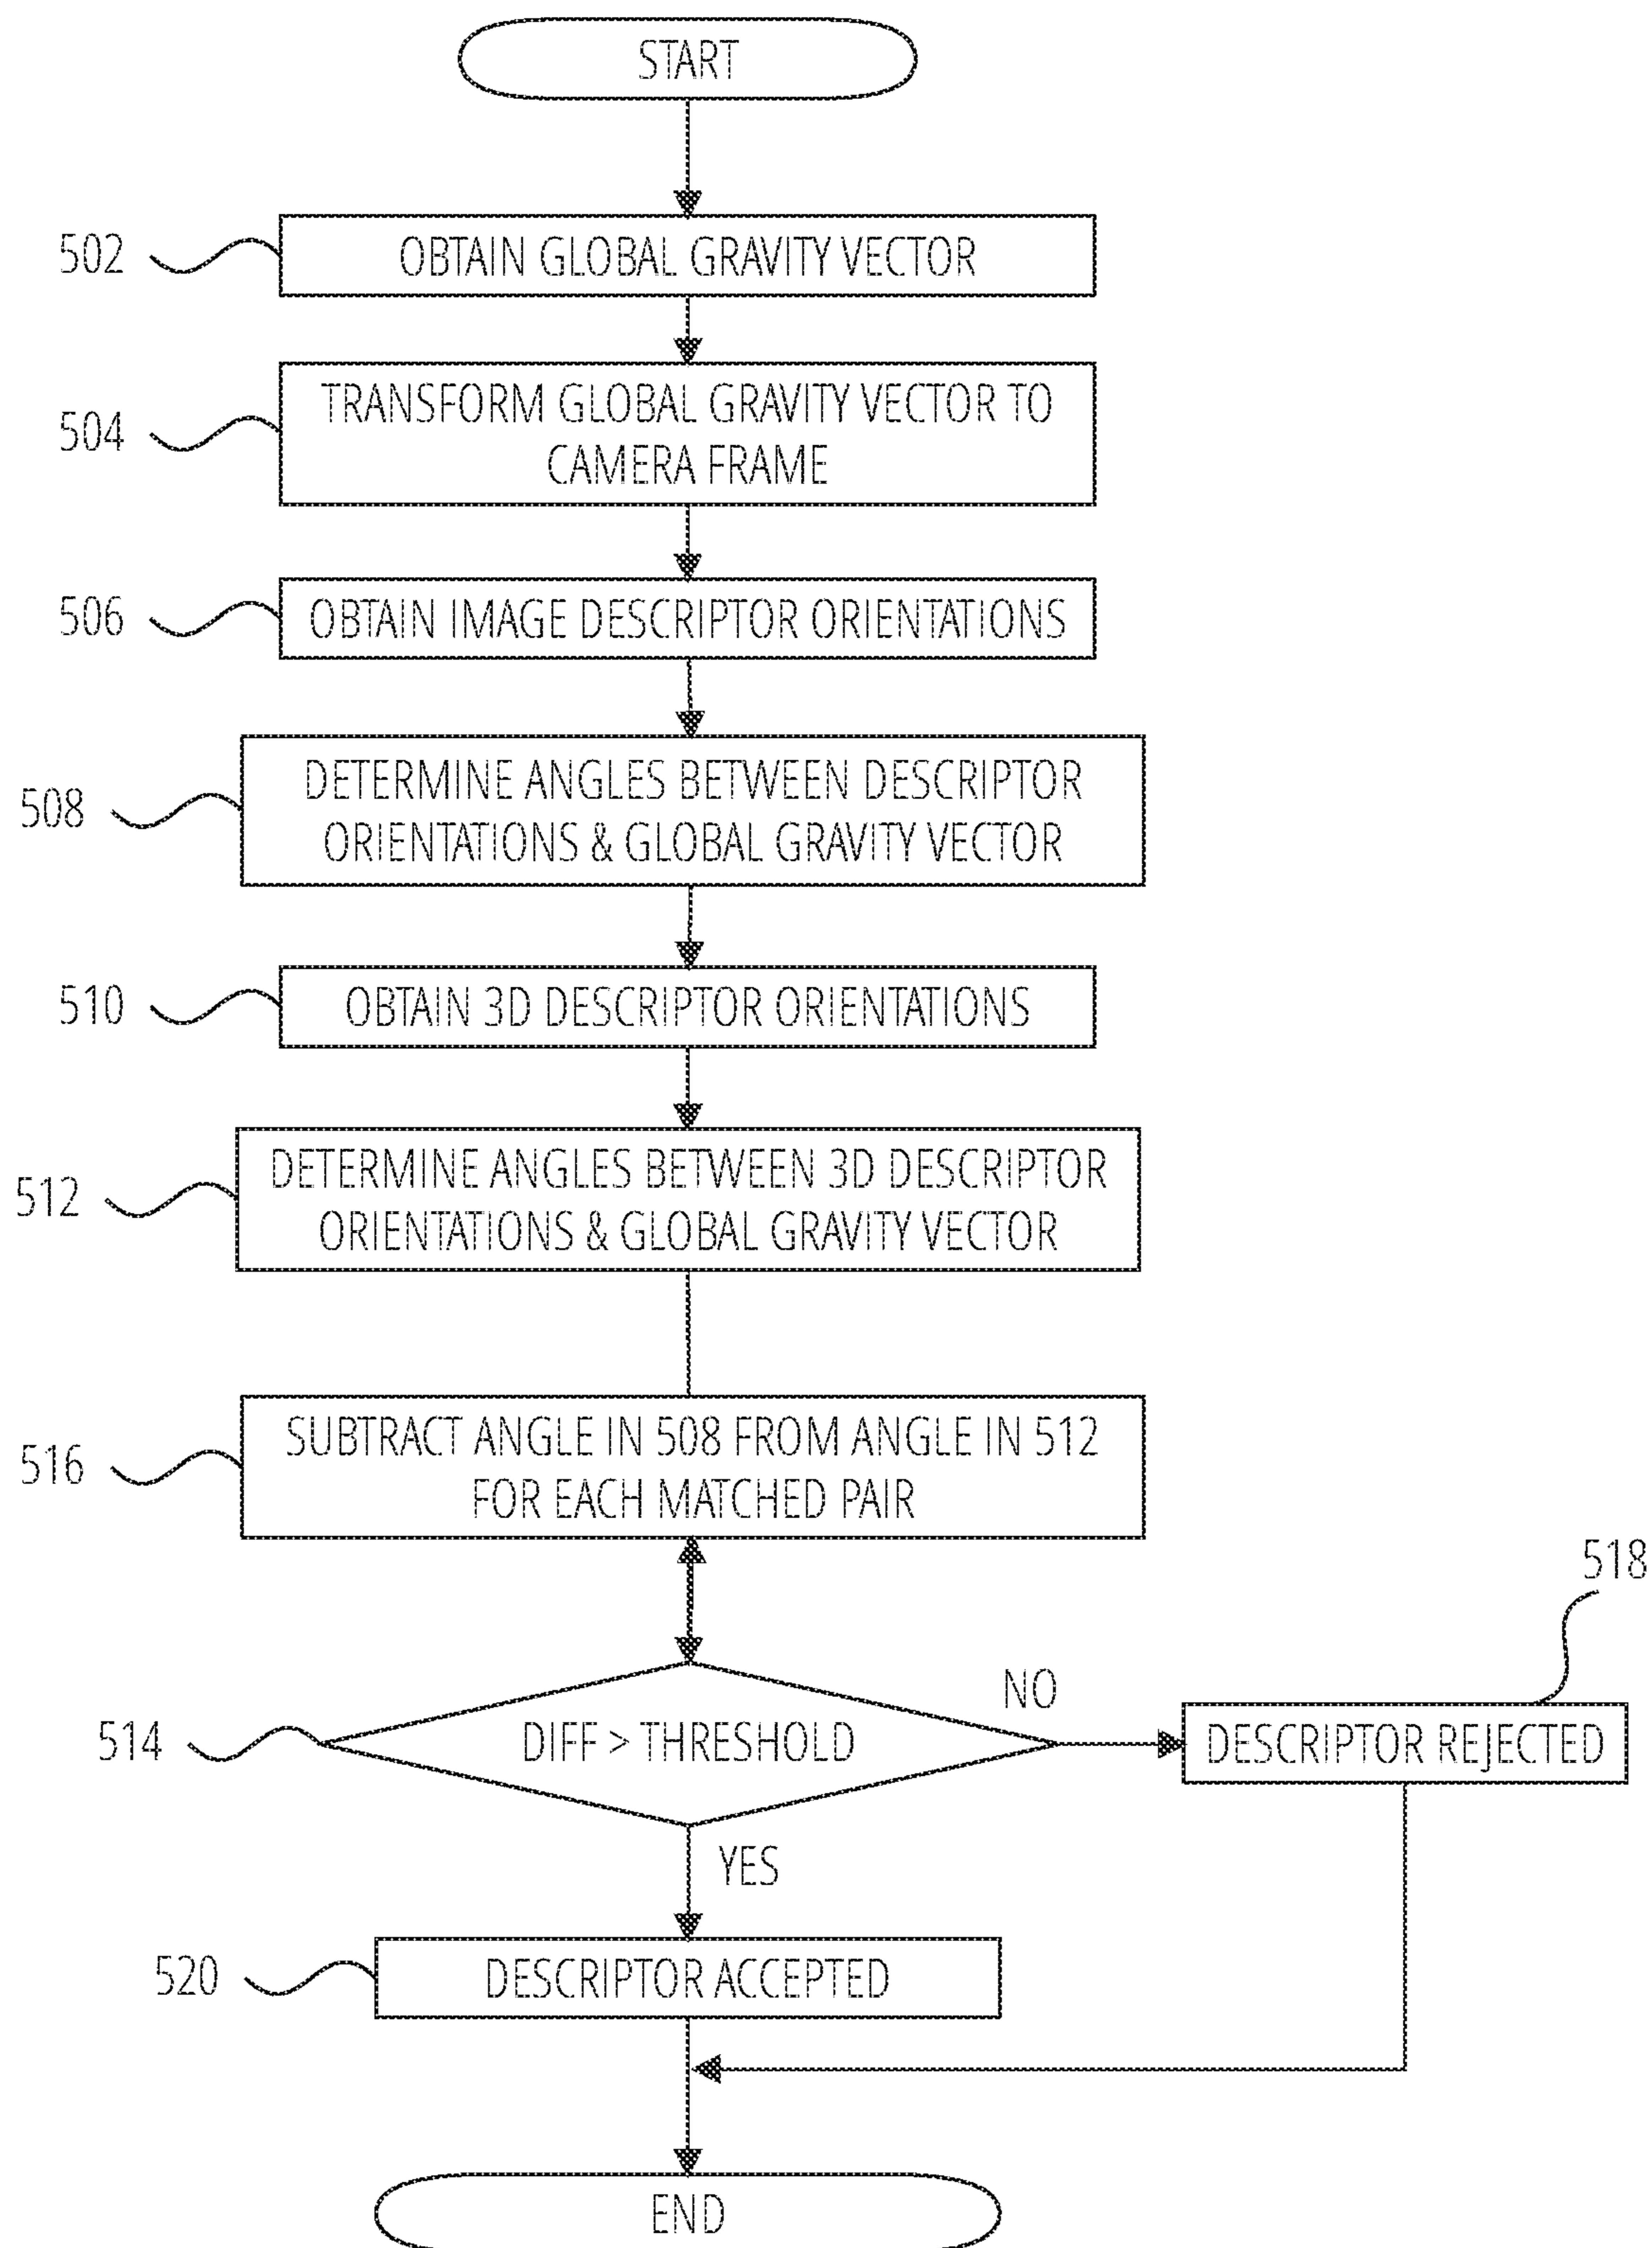 START
502
OBTAIN GLOBAL GRAVITY VECTOR
504
TRANSFORM GLOBAL GRAVITY VECTOR TO
CAMERA FRAME
506
OBTAIN IMAGE DESCRIPTOR ORIENTATIONS
508
DETERMINE ANGLES BETWEEN DESCRIPTOR
ORIENTATIONS & GLOBAL GRAVITY VECTOR
510
OBTAIN 3D DESCRIPTOR ORIENTATIONS
512
DETERMINE ANGLES BETWEEN 3D DESCRIPTOR
ORIENTATIONS & GLOBAL GRAVITY VECTOR
516
SUBTRACT ANGLE IN 508 FROM ANGLE IN 512
FOR EACH MATCHED PAIR
518
514
DIFF > THRESHOLD
NO
DESCRIPTOR REJECTED
YES
520
DESCRIPTOR ACCEPTED
END